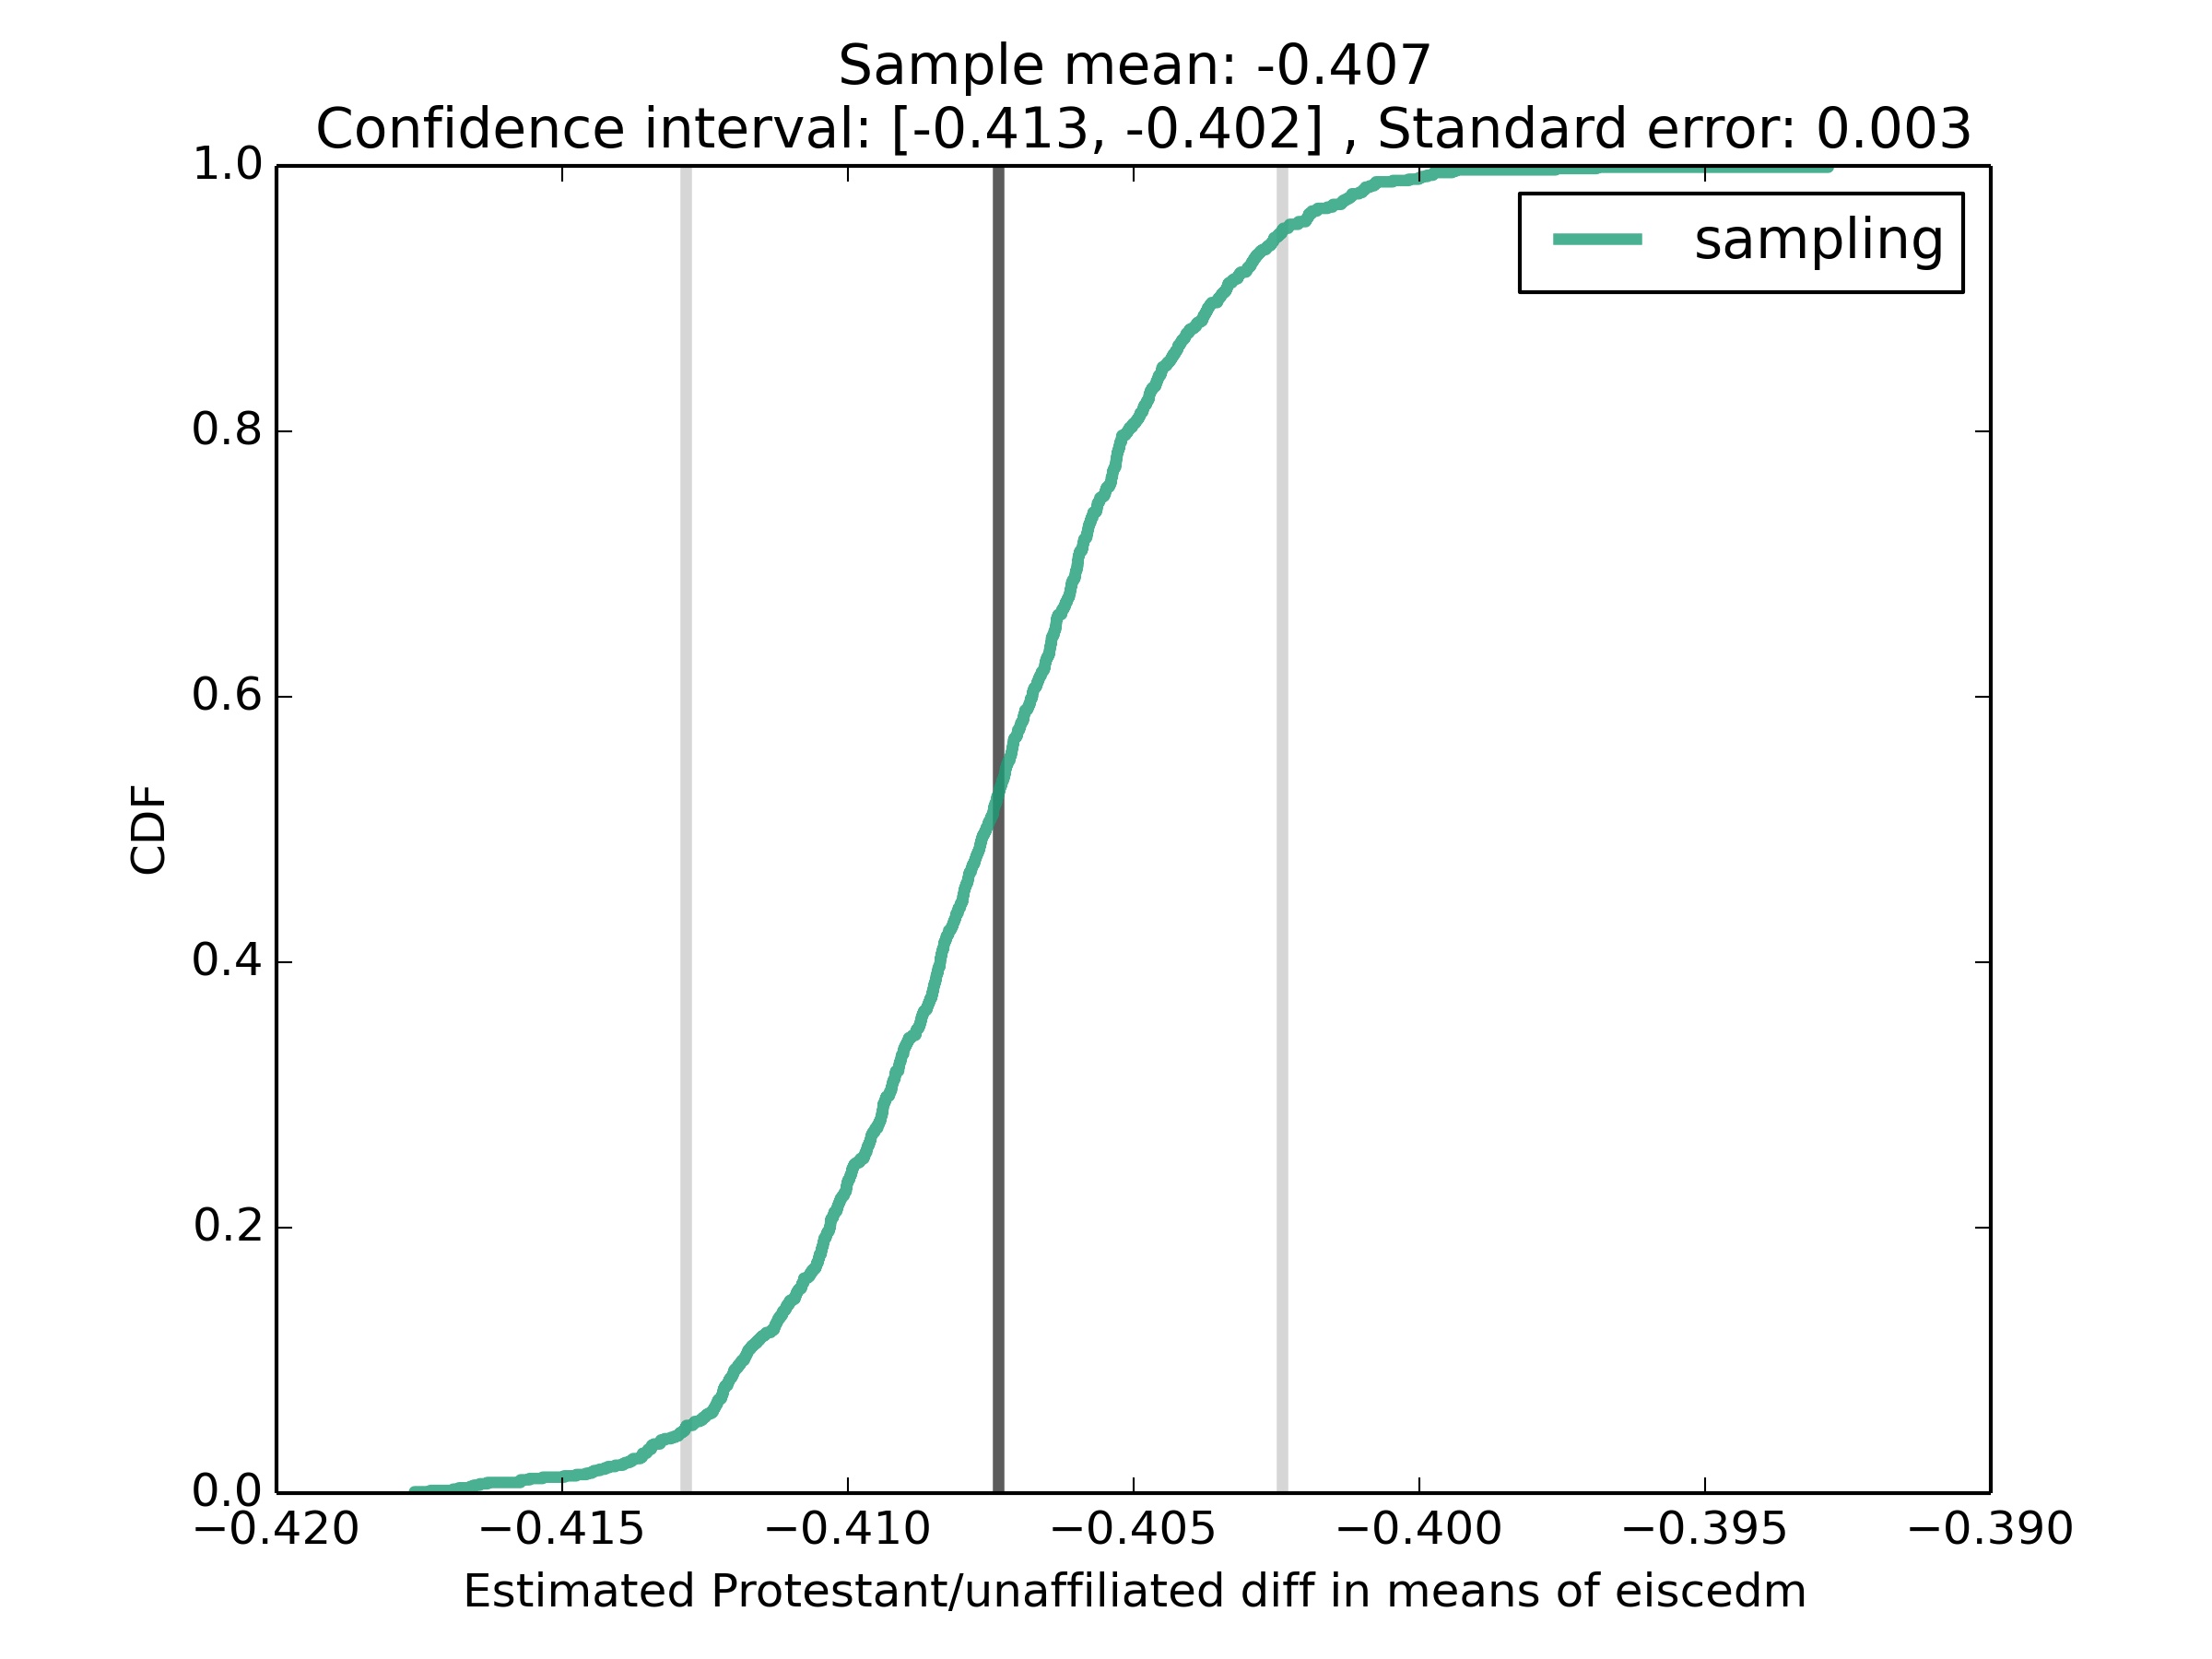 Sample mean: -0.407
Confidence interval: [-0.413, -0.402] , Standard error: 0.003
sampling
1.0
0.8
0.6
0.4
0.2
0.0
CDF
−0.420 −0.415 −0.410 −0.405 −0.400 −0.395 −0.390
Estimated Protestant/unaffiliated diff in means of eiscedm